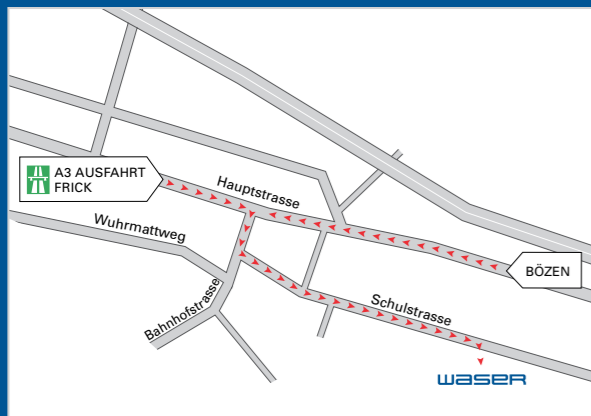 A3 AUSFAHRT
FRICK
Hauptstrasse
Wuhrmattweg
BÖZEN
Bahnhofstrasse
Schulstrasse
waser